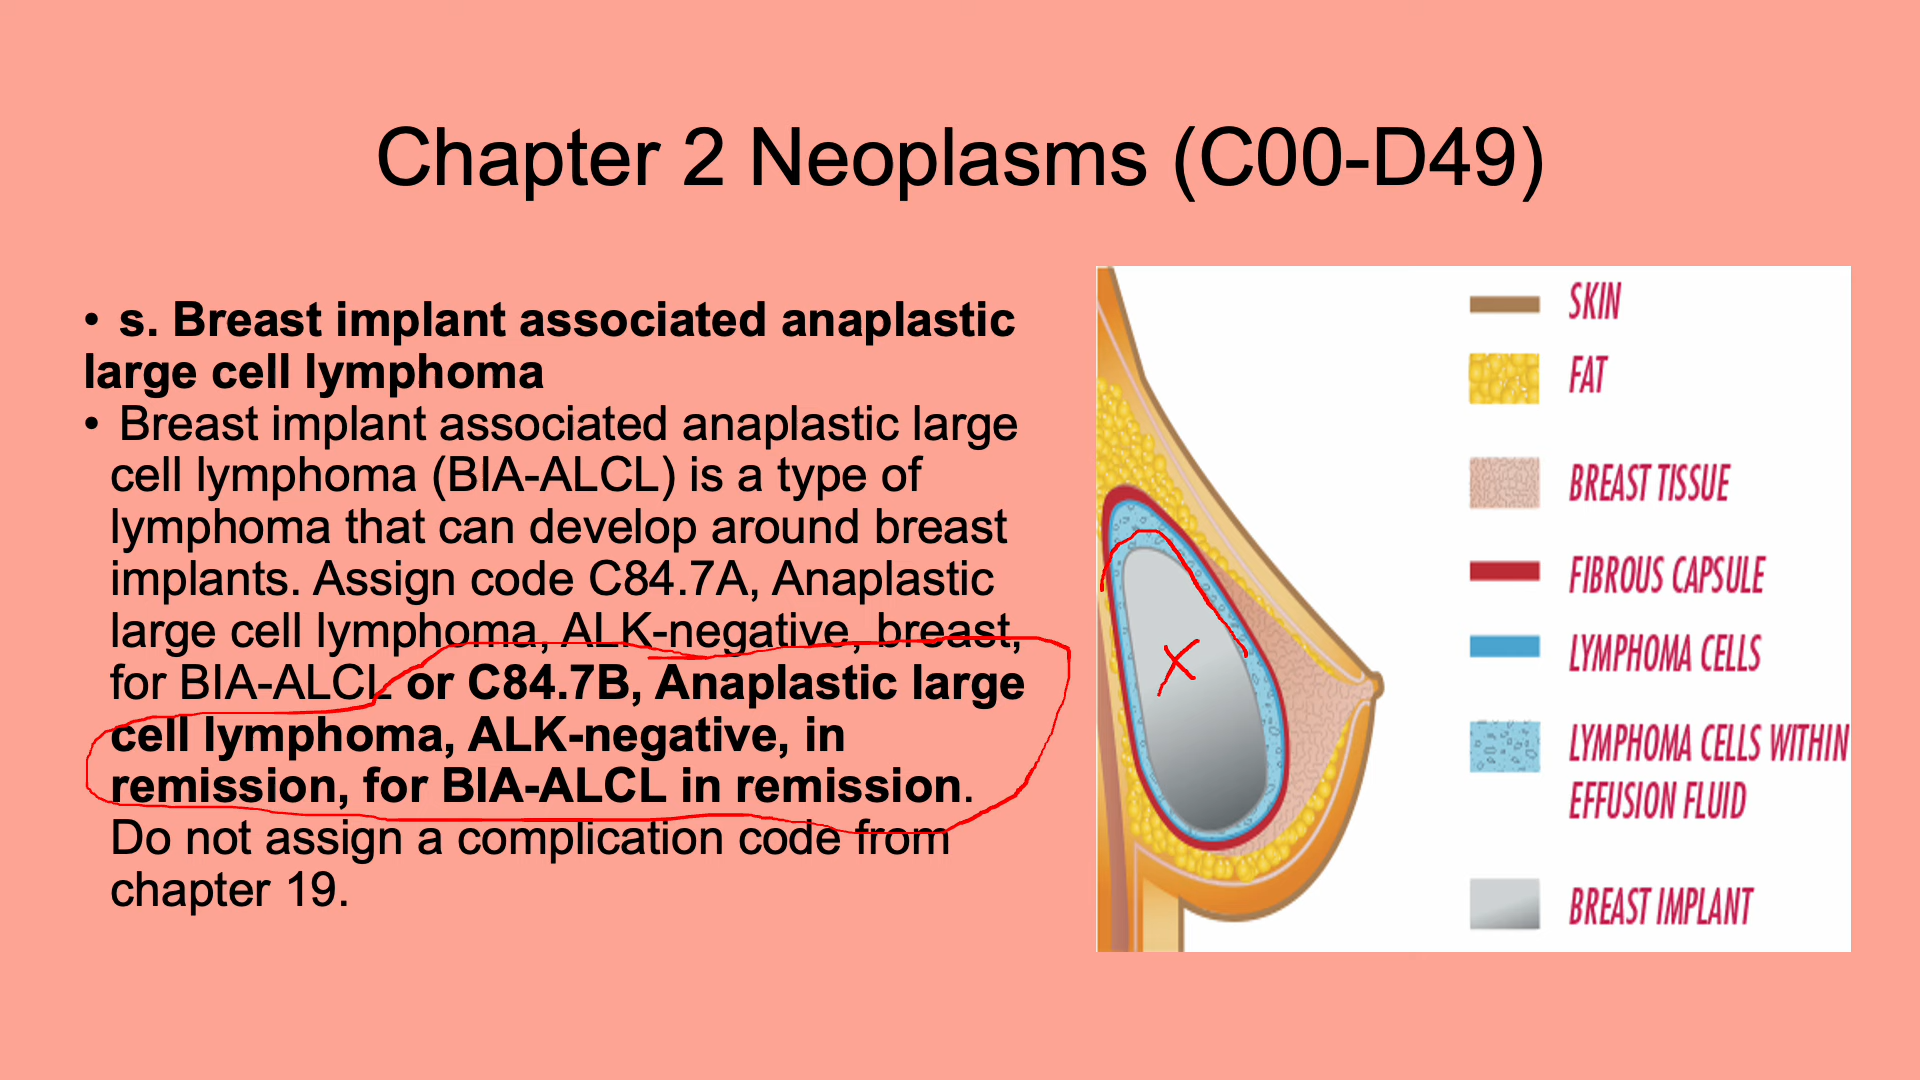 Chapter 2 Neoplasms (C00-D49)
• s. Breast implant associated anaplastic
large cell lymphoma
• Breast implant associated anaplastic large
cell lymphoma (BIA-ALCL) is a type of
lymphoma that can develop around breast
implants. Assign code C84.7A, Anaplastic
large cell lymphoma, ALK-negative, breast,
for BIA-ALCL or C84.7B, Anaplastic large
cell lymphoma, ALK-negative, in
remission, for BIA-ALCL in remission.
Do not assign a complication code from
chapter 19.
SKIN
FAT
BREAST TISSUE
FIBROUS CAPSULE
LYMPHOMA CELLS
LYMPHOMA CELLS WITHIN
EFFUSION FLUID
BREAST IMPLANT